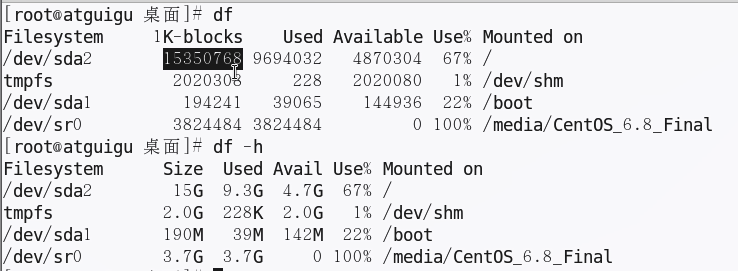 [root@atguigu 桌面]# df
Filesystem     1K-blocks    Used Available Use% Mounted on
/dev/sda2       15350768 9694032   4870304  67% /
tmpfs            2020308     228   2020080   1% /dev/shm
/dev/sda1         194241   39065    144936  22% /boot
/dev/sr0         3824484 3824484         0 100% /media/CentOS_6.8_Final
[root@atguigu 桌面]# df -h
Filesystem      Size  Used Avail Use% Mounted on
/dev/sda2        15G  9.3G  4.7G  67% /
tmpfs           2.0G  228K  2.0G   1% /dev/shm
/dev/sda1       190M   39M  142M  22% /boot
/dev/sr0        3.7G  3.7G     0 100% /media/CentOS_6.8_Final